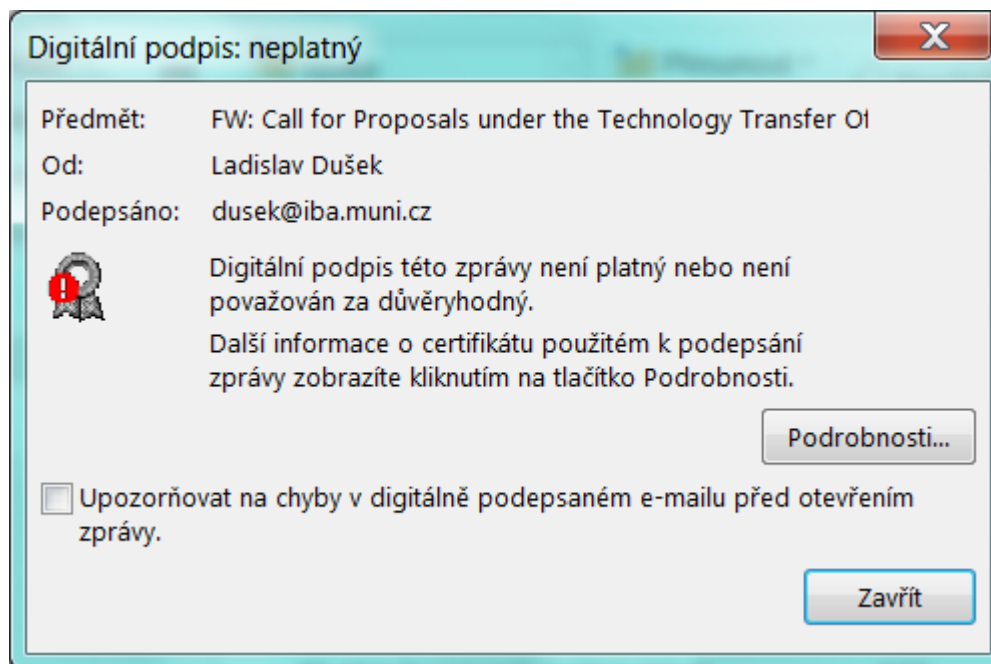 Digitální podpis: neplatný
Předmět: FW: Call for Proposals under the Technology Transfer Of
Od: Ladislav Dušek
Podepsáno: dusek@iba.muni.cz
Digitální podpis této zprávy není platný nebo není
považován za důvěryhodný.
Další informace o certifikátu použitém k podepsání
zprávy zobrazíte kliknutím na tlačítko Podrobnosti.
Podrobnosti...
Upozorňovat na chyby v digitálně podepsaném e-mailu před otevřením
zprávy.
Zavřít